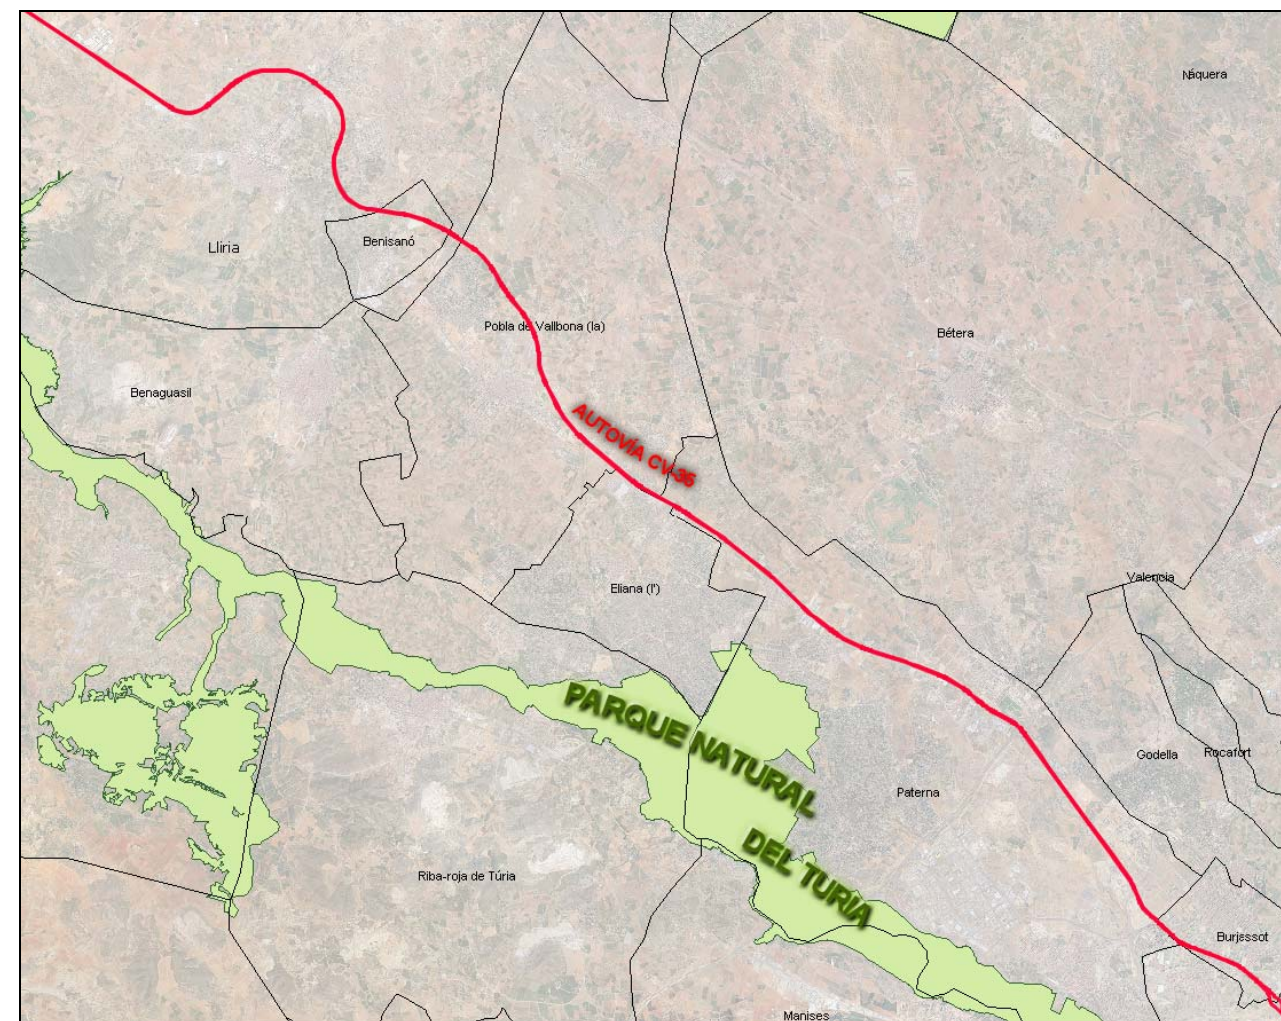 Náquera
Lliria
Benisanó
Pobla de Vallbona (la)
Bétera
Benaguasil
AUTOVÍA CV-35
Eliana (l')
Valencia
PARQUE NATURAL
DEL TURIA
Godella
Rocafort
Paterna
Riba-roja de Túria
Burjassot
Manises